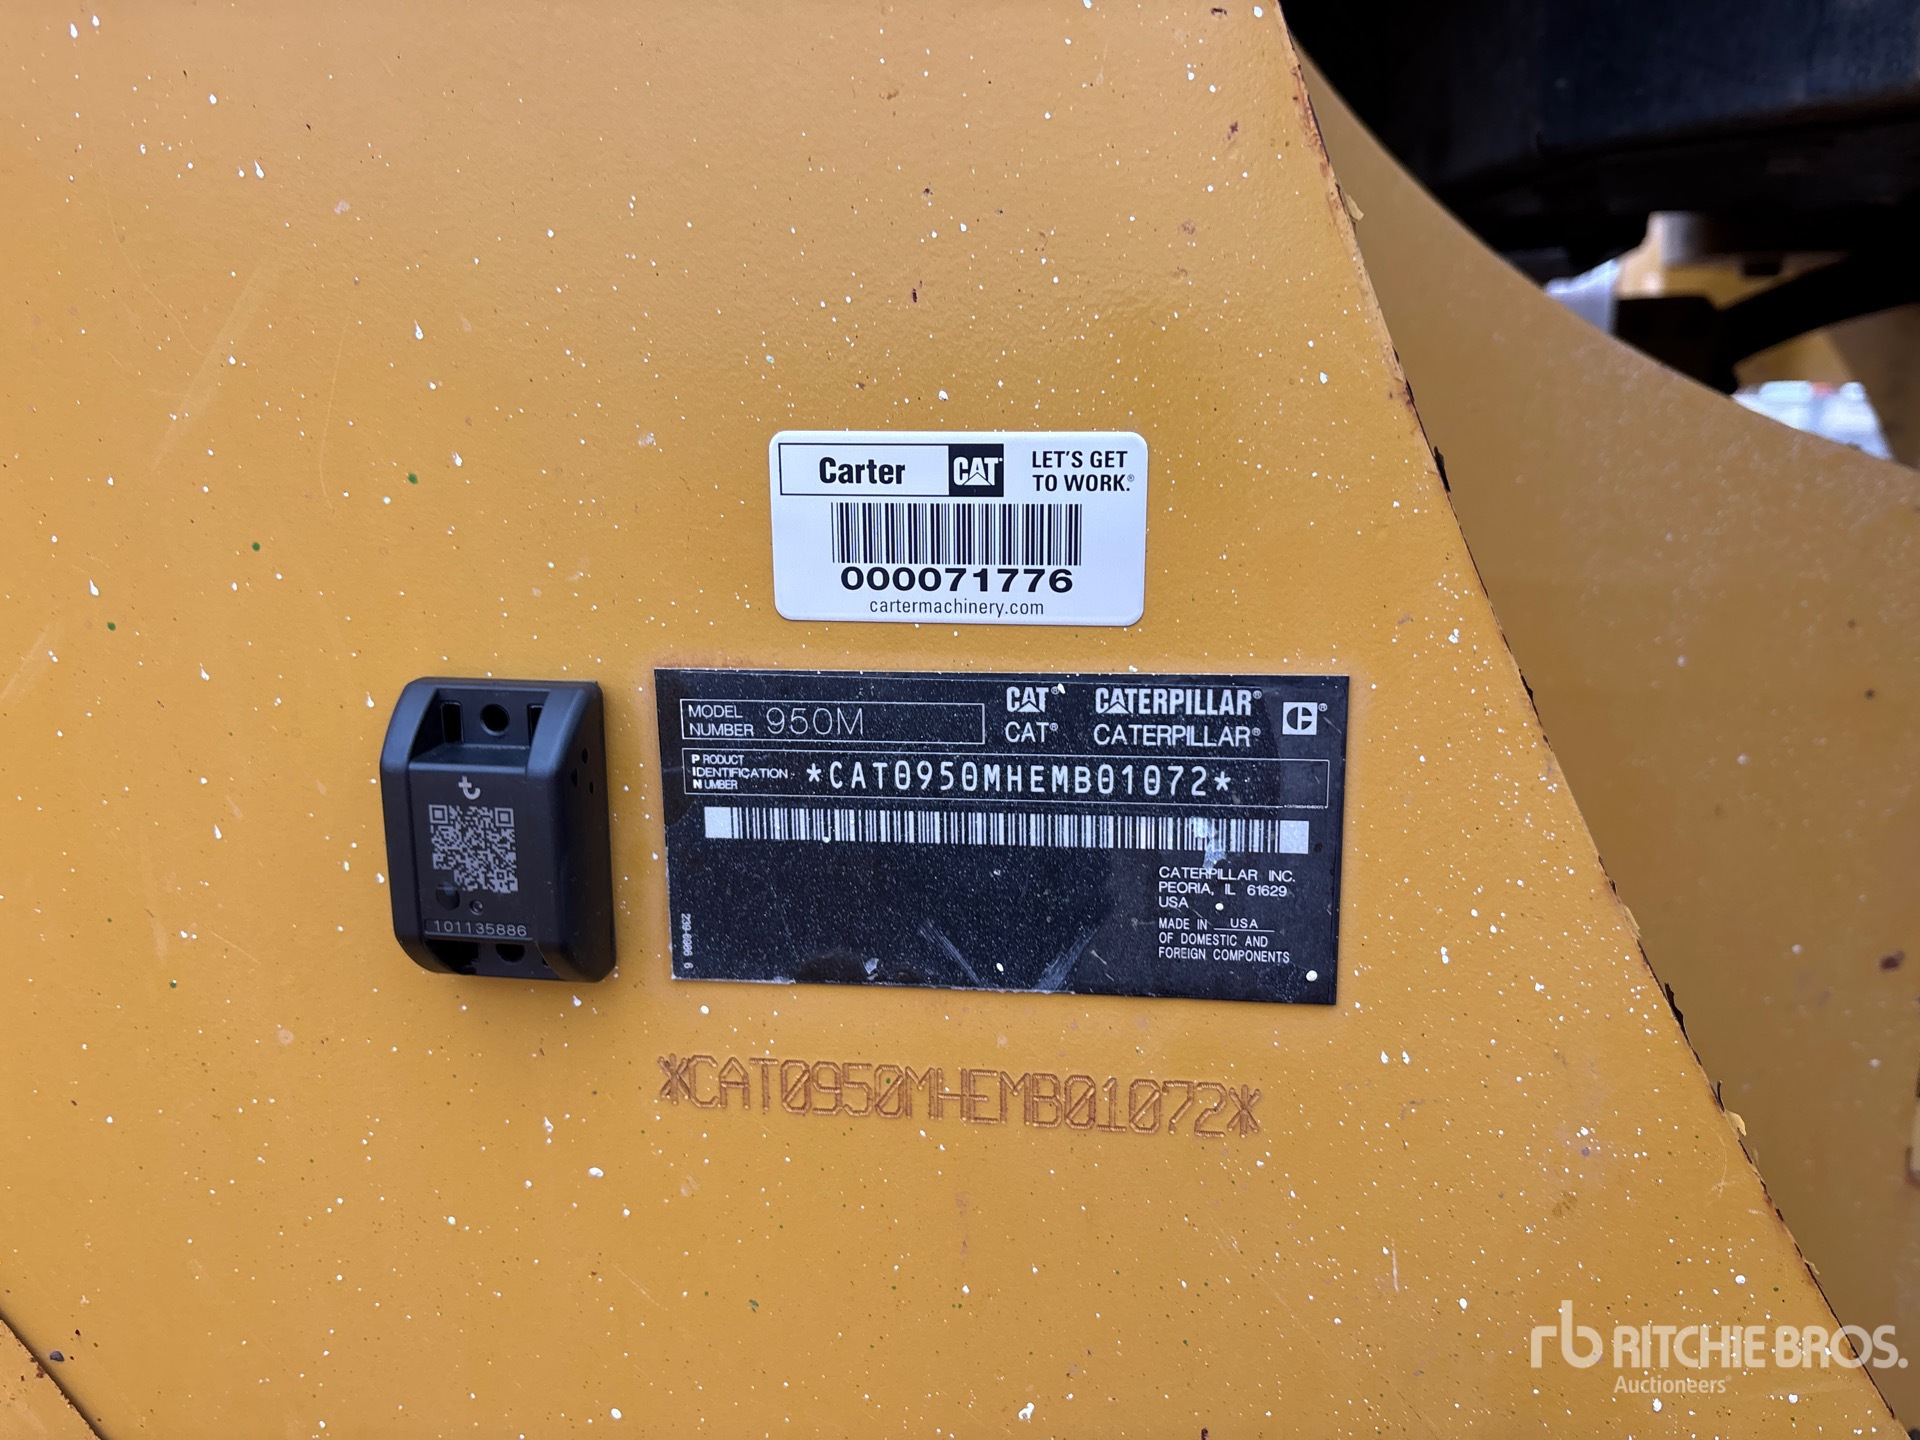 Carter CAT LET'S GET
TO WORK.®
000071776
cartermachinery.com
MODEL
NUMBER 950M
CAT® CATERPILLAR®
CAT® CATERPILLAR®
C®
PRODUCT
IDENTIFICATION
NUMBER
*CAT0950MHEMB01072*
CATERPILLAR INC.
PEORIA, IL 61629
USA
MADE IN USA
OF DOMESTIC AND
FOREIGN COMPONENTS
101135886
*CAT0950MHEMB01072*
rb RITCHIE BROS.
Auctioneers